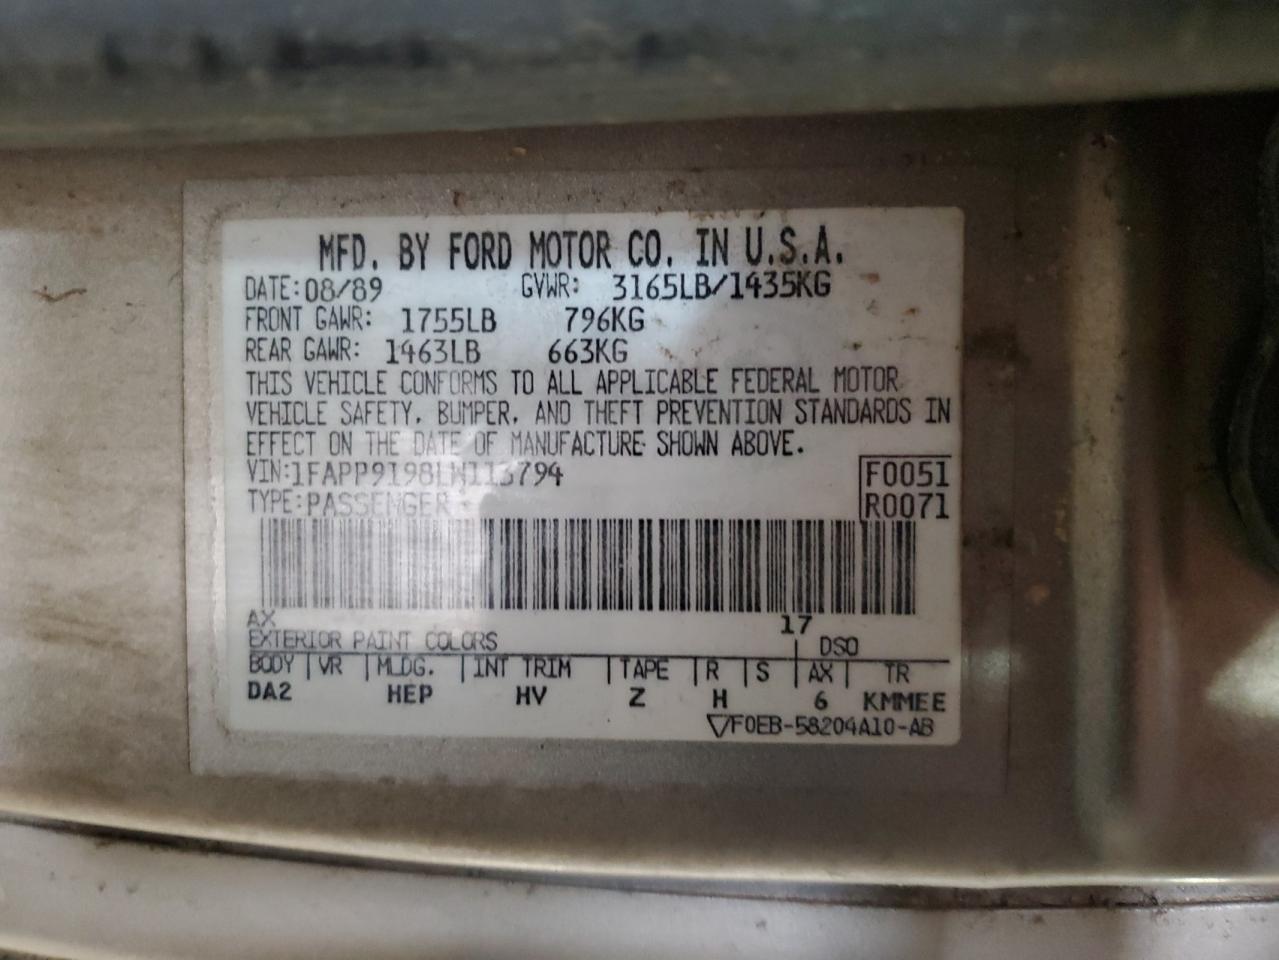 MFD. BY FORD MOTOR CO. IN U.S.A.
DATE: 08/89 GVWR: 3165LB/1435KG
FRONT GAWR: 1755LB 796KG
REAR GAWR: 1463LB 663KG
THIS VEHICLE CONFORMS TO ALL APPLICABLE FEDERAL MOTOR
VEHICLE SAFETY, BUMPER, AND THEFT PREVENTION STANDARDS IN
EFFECT ON THE DATE OF MANUFACTURE SHOWN ABOVE.
VIN: 1FAPP9198LW113794 F0051
TYPE: PASSENGER R0071
AX 17
EXTERIOR PAINT COLORS DSO
BODY VR MLDG. INT TRIM TAPE R S AX TR
DA2 HEP HV Z H 6 KMMEE
F0EB-58204A10-AB